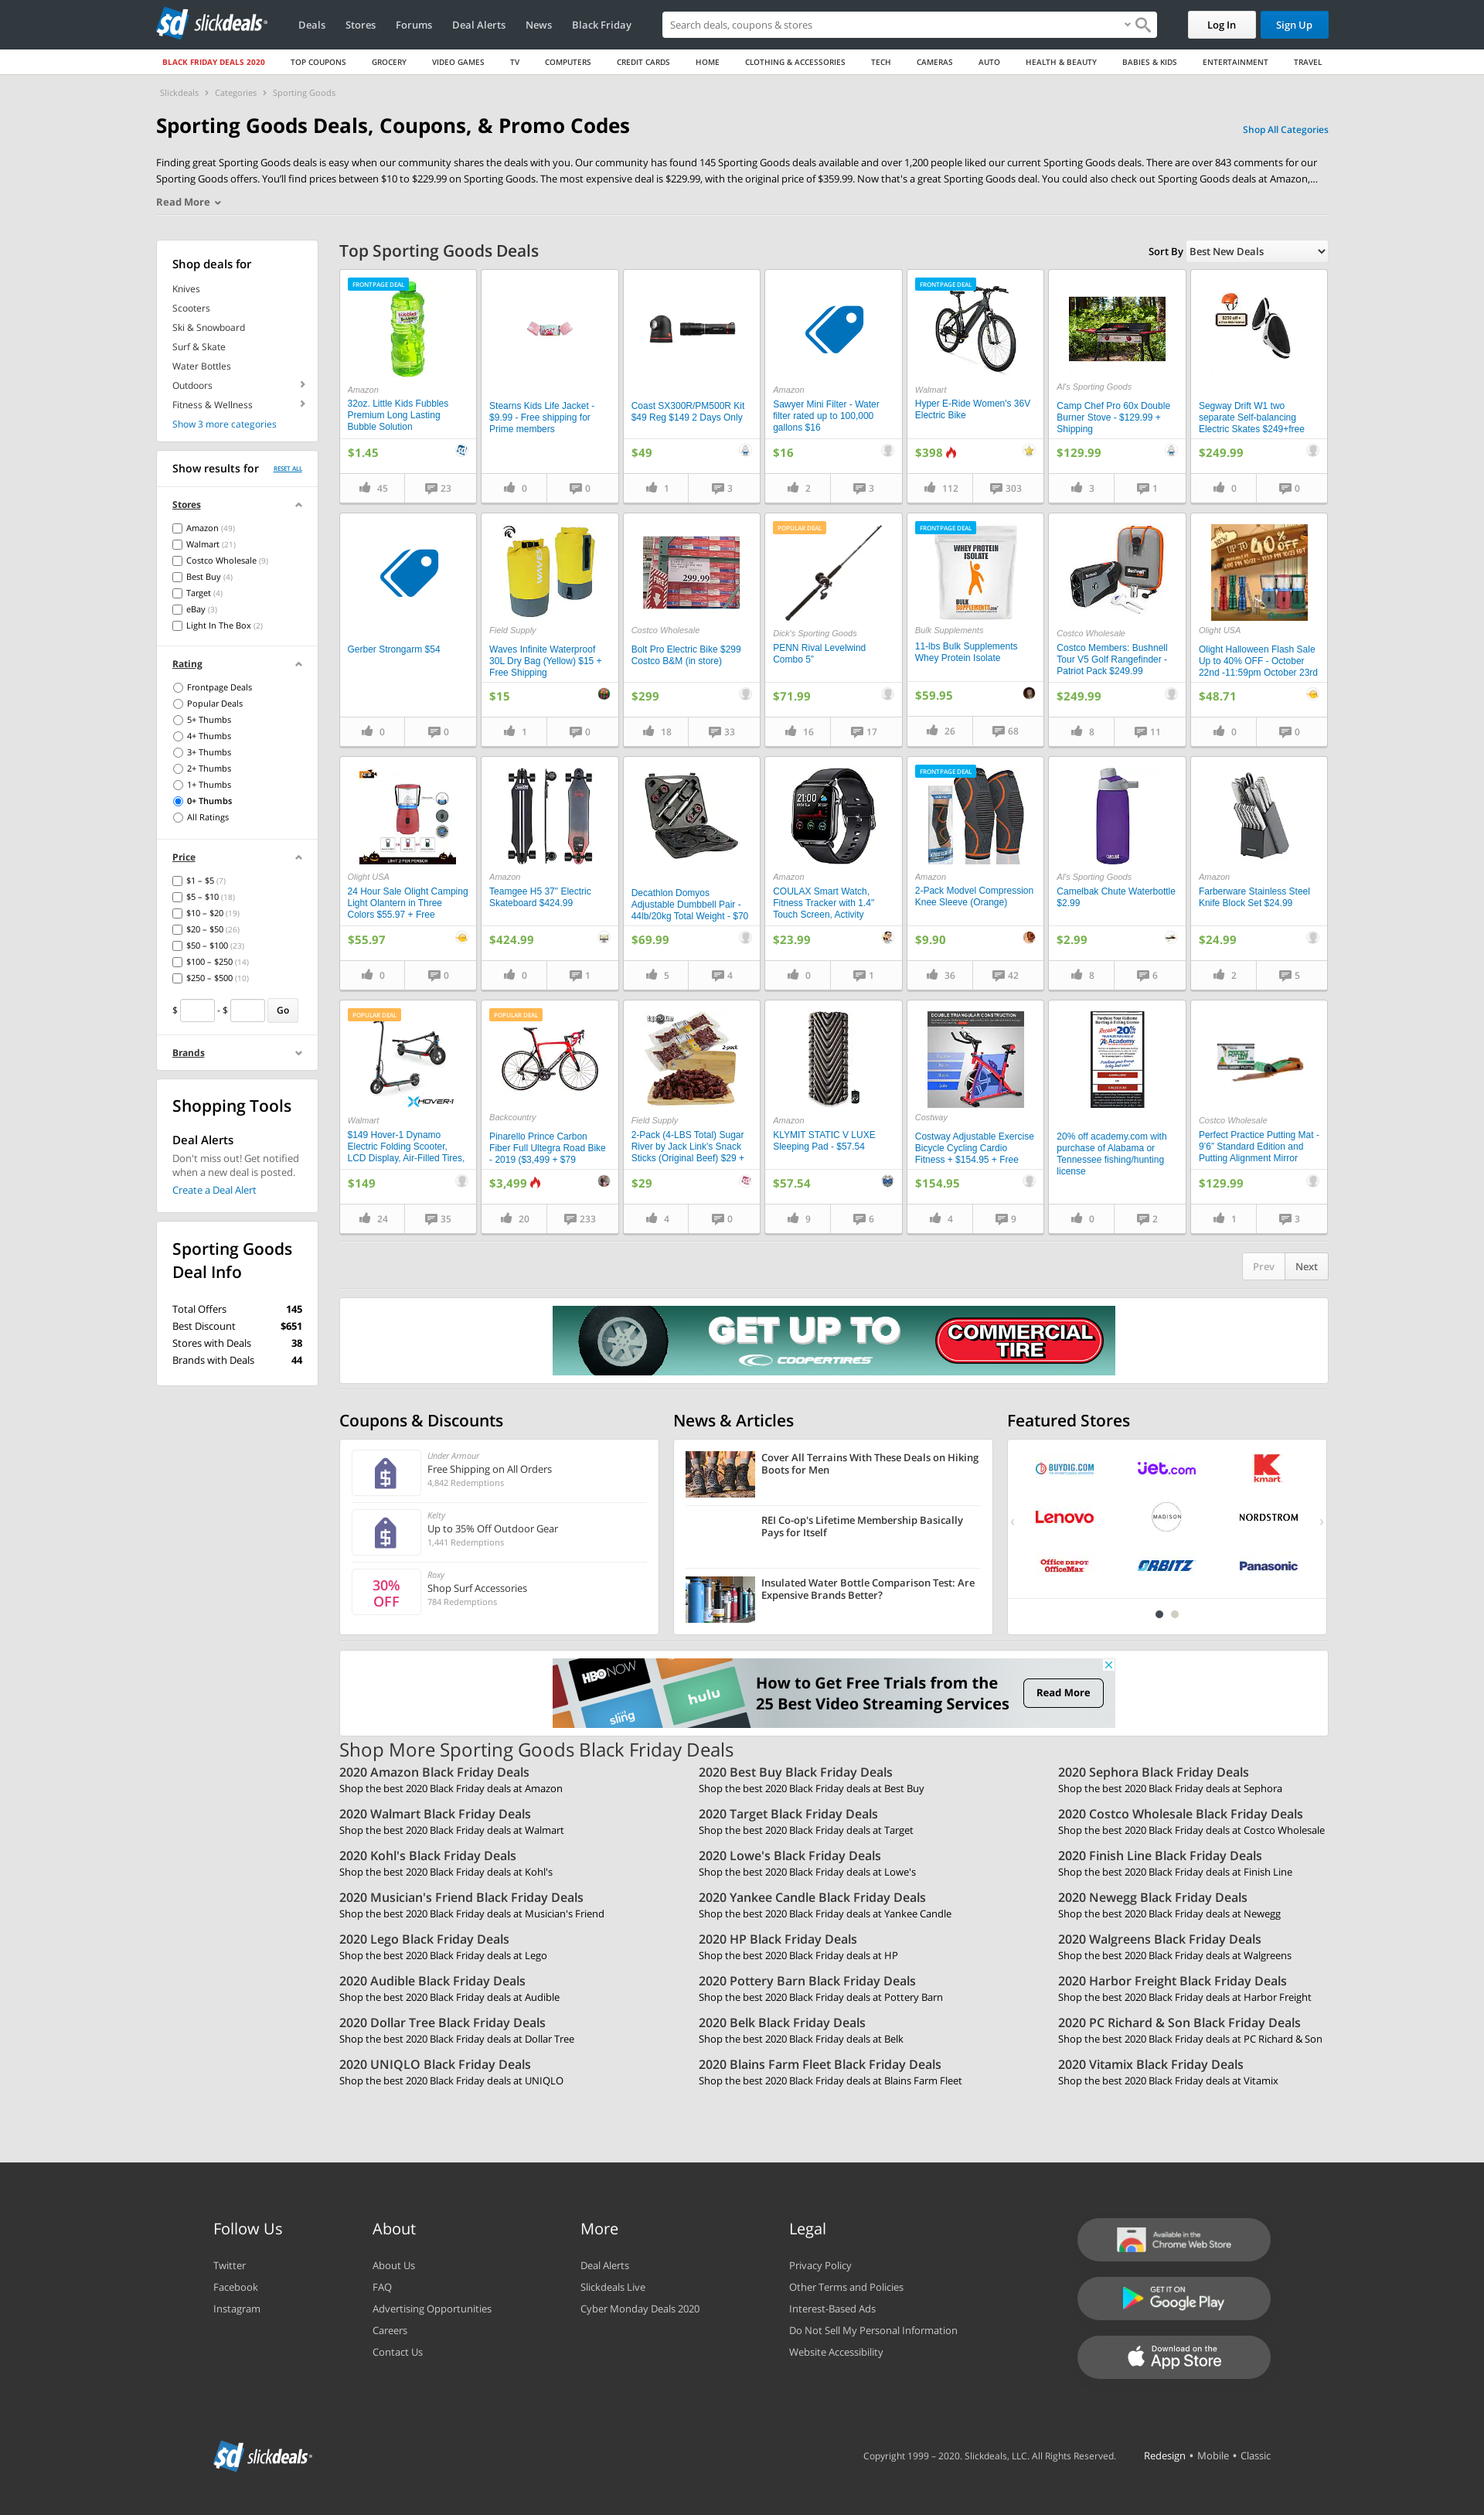 sd slickdeals
Deals Stores Forums Deal Alerts News Black Friday
Search deals, coupons & stores
Log In
Sign Up
BLACK FRIDAY DEALS 2020 TOP COUPONS GROCERY VIDEO GAMES TV COMPUTERS CREDIT CARDS HOME CLOTHING & ACCESSORIES TECH CAMERAS AUTO HEALTH & BEAUTY BABIES & KIDS ENTERTAINMENT TRAVEL
Slickdeals > Categories > Sporting Goods
Sporting Goods Deals, Coupons, & Promo Codes
Shop All Categories
Finding great Sporting Goods deals is easy when our community shares the deals with you. Our community has found 145 Sporting Goods deals available and over 1,200 people liked our current Sporting Goods deals. There are over 843 comments for our
Sporting Goods offers. You'll find prices between $10 to $229.99 on Sporting Goods. The most expensive deal is $229.99, with the original price of $359.99. Now that's a great Sporting Goods deal. You could also check out Sporting Goods deals at Amazon,...
Read More
Shop deals for
Knives
Scooters
Ski & Snowboard
Surf & Skate
Water Bottles
Outdoors
Fitness & Wellness
Show 3 more categories
Show results for
RESET ALL
Stores
Amazon (49)
Walmart (21)
Costco Wholesale (9)
Best Buy (4)
Target (4)
eBay (3)
Light In The Box (2)
Rating
Frontpage Deals
Popular Deals
5+ Thumbs
4+ Thumbs
3+ Thumbs
2+ Thumbs
1+ Thumbs
0+ Thumbs
All Ratings
Price
$1 – $5 (7)
$5 – $10 (18)
$10 – $20 (19)
$20 – $50 (26)
$50 – $100 (23)
$100 – $250 (14)
$250 – $500 (10)
$ - $ Go
Brands
Shopping Tools
Deal Alerts
Don't miss out! Get notified
when a new deal is posted.
Create a Deal Alert
Sporting Goods
Deal Info
Total Offers 145
Best Discount $651
Stores with Deals 38
Brands with Deals 44
Top Sporting Goods Deals
Sort By Best New Deals
FRONTPAGE DEAL
Amazon
32oz. Little Kids Fubbles
Premium Long Lasting
Bubble Solution
$1.45
45 23
Stearns Kids Life Jacket -
$9.99 - Free shipping for
Prime members
0 0
Coast SX300R/PM500R Kit
$49 Reg $149 2 Days Only
$49
1 3
Amazon
Sawyer Mini Filter - Water
filter rated up to 100,000
gallons $16
$16
2 3
FRONTPAGE DEAL
Walmart
Hyper E-Ride Women's 36V
Electric Bike
$398
112 303
Al's Sporting Goods
Camp Chef Pro 60x Double
Burner Stove - $129.99 +
Shipping
$129.99
3 1
Segway Drift W1 two
separate Self-balancing
Electric Skates $249+free
$249.99
0 0
Gerber Strongarm $54
0 0
WAVES
Field Supply
Waves Infinite Waterproof
30L Dry Bag (Yellow) $15 +
Free Shipping
$15
1 0
299.99
Costco Wholesale
Bolt Pro Electric Bike $299
Costco B&M (in store)
$299
18 33
POPULAR DEAL
Dick's Sporting Goods
PENN Rival Levelwind
Combo 5"
$71.99
16 17
FRONTPAGE DEAL
WHEY PROTEIN
ISOLATE
BULK
SUPPLEMENTS
Bulk Supplements
11-lbs Bulk Supplements
Whey Protein Isolate
$59.95
26 68
Costco Wholesale
Costco Members: Bushnell
Tour V5 Golf Rangefinder -
Patriot Pack $249.99
$249.99
8 11
UP TO 40% OFF
Olight USA
Olight Halloween Flash Sale
Up to 40% OFF - October
22nd -11:59pm October 23rd
$48.71
0 0
LIMIT 2 PER PERSON
Olight USA
24 Hour Sale Olight Camping
Light Olantern in Three
Colors $55.97 + Free
$55.97
0 0
Amazon
Teamgee H5 37" Electric
Skateboard $424.99
$424.99
0 1
Decathlon Domyos
Adjustable Dumbbell Pair -
44lb/20kg Total Weight - $70
$69.99
5 4
21:00
Amazon
COULAX Smart Watch,
Fitness Tracker with 1.4"
Touch Screen, Activity
$23.99
0 1
FRONTPAGE DEAL
Amazon
2-Pack Modvel Compression
Knee Sleeve (Orange)
$9.90
36 42
Al's Sporting Goods
Camelbak Chute Waterbottle
$2.99
$2.99
8 6
Amazon
Farberware Stainless Steel
Knife Block Set $24.99
$24.99
2 5
POPULAR DEAL
HOVER-1
Walmart
$149 Hover-1 Dynamo
Electric Folding Scooter,
LCD Display, Air-Filled Tires,
$149
24 35
POPULAR DEAL
Backcountry
Pinarello Prince Carbon
Fiber Full Ultegra Road Bike
- 2019 ($3,499 + $79
$3,499
20 233
2-pack
Field Supply
2-Pack (4-LBS Total) Sugar
River by Jack Link's Snack
Sticks (Original Beef) $29 +
$29
4 0
Amazon
KLYMIT STATIC V LUXE
Sleeping Pad - $57.54
$57.54
9 6
DOUBLE TRIANGULAR CONSTRUCTION
Costway
Costway Adjustable Exercise
Bicycle Cycling Cardio
Fitness + $154.95 + Free
$154.95
4 9
20% off
Academy
20% off academy.com with
purchase of Alabama or
Tennessee fishing/hunting
license
0 2
Costco Wholesale
Perfect Practice Putting Mat -
9'6" Standard Edition and
Putting Alignment Mirror
$129.99
1 3
Prev Next
GET UP TO
COOPERTIRES
COMMERCIAL
TIRE
Coupons & Discounts
Under Armour
Free Shipping on All Orders
4,842 Redemptions
Kelty
Up to 35% Off Outdoor Gear
1,441 Redemptions
30%
OFF
Roxy
Shop Surf Accessories
784 Redemptions
News & Articles
Cover All Terrains With These Deals on Hiking
Boots for Men
REI Co-op's Lifetime Membership Basically
Pays for Itself
Insulated Water Bottle Comparison Test: Are
Expensive Brands Better?
Featured Stores
BUYDIG.COM
jet.com
kmart
Lenovo
MADISON
NORDSTROM
Office DEPOT
OfficeMax
ORBITZ
Panasonic
HBO NOW
hulu
sling
How to Get Free Trials from the
25 Best Video Streaming Services
Read More
Shop More Sporting Goods Black Friday Deals
2020 Amazon Black Friday Deals
Shop the best 2020 Black Friday deals at Amazon
2020 Best Buy Black Friday Deals
Shop the best 2020 Black Friday deals at Best Buy
2020 Sephora Black Friday Deals
Shop the best 2020 Black Friday deals at Sephora
2020 Walmart Black Friday Deals
Shop the best 2020 Black Friday deals at Walmart
2020 Target Black Friday Deals
Shop the best 2020 Black Friday deals at Target
2020 Costco Wholesale Black Friday Deals
Shop the best 2020 Black Friday deals at Costco Wholesale
2020 Kohl's Black Friday Deals
Shop the best 2020 Black Friday deals at Kohl's
2020 Lowe's Black Friday Deals
Shop the best 2020 Black Friday deals at Lowe's
2020 Finish Line Black Friday Deals
Shop the best 2020 Black Friday deals at Finish Line
2020 Musician's Friend Black Friday Deals
Shop the best 2020 Black Friday deals at Musician's Friend
2020 Yankee Candle Black Friday Deals
Shop the best 2020 Black Friday deals at Yankee Candle
2020 Newegg Black Friday Deals
Shop the best 2020 Black Friday deals at Newegg
2020 Lego Black Friday Deals
Shop the best 2020 Black Friday deals at Lego
2020 HP Black Friday Deals
Shop the best 2020 Black Friday deals at HP
2020 Walgreens Black Friday Deals
Shop the best 2020 Black Friday deals at Walgreens
2020 Audible Black Friday Deals
Shop the best 2020 Black Friday deals at Audible
2020 Pottery Barn Black Friday Deals
Shop the best 2020 Black Friday deals at Pottery Barn
2020 Harbor Freight Black Friday Deals
Shop the best 2020 Black Friday deals at Harbor Freight
2020 Dollar Tree Black Friday Deals
Shop the best 2020 Black Friday deals at Dollar Tree
2020 Belk Black Friday Deals
Shop the best 2020 Black Friday deals at Belk
2020 PC Richard & Son Black Friday Deals
Shop the best 2020 Black Friday deals at PC Richard & Son
2020 UNIQLO Black Friday Deals
Shop the best 2020 Black Friday deals at UNIQLO
2020 Blains Farm Fleet Black Friday Deals
Shop the best 2020 Black Friday deals at Blains Farm Fleet
2020 Vitamix Black Friday Deals
Shop the best 2020 Black Friday deals at Vitamix
Follow Us
Twitter
Facebook
Instagram
About
About Us
FAQ
Advertising Opportunities
Careers
Contact Us
More
Deal Alerts
Slickdeals Live
Cyber Monday Deals 2020
Legal
Privacy Policy
Other Terms and Policies
Interest-Based Ads
Do Not Sell My Personal Information
Website Accessibility
Available in the
Chrome Web Store
GET IT ON
Google Play
Download on the
App Store
sd slickdeals
Copyright 1999 – 2020. Slickdeals, LLC. All Rights Reserved.
Redesign • Mobile • Classic